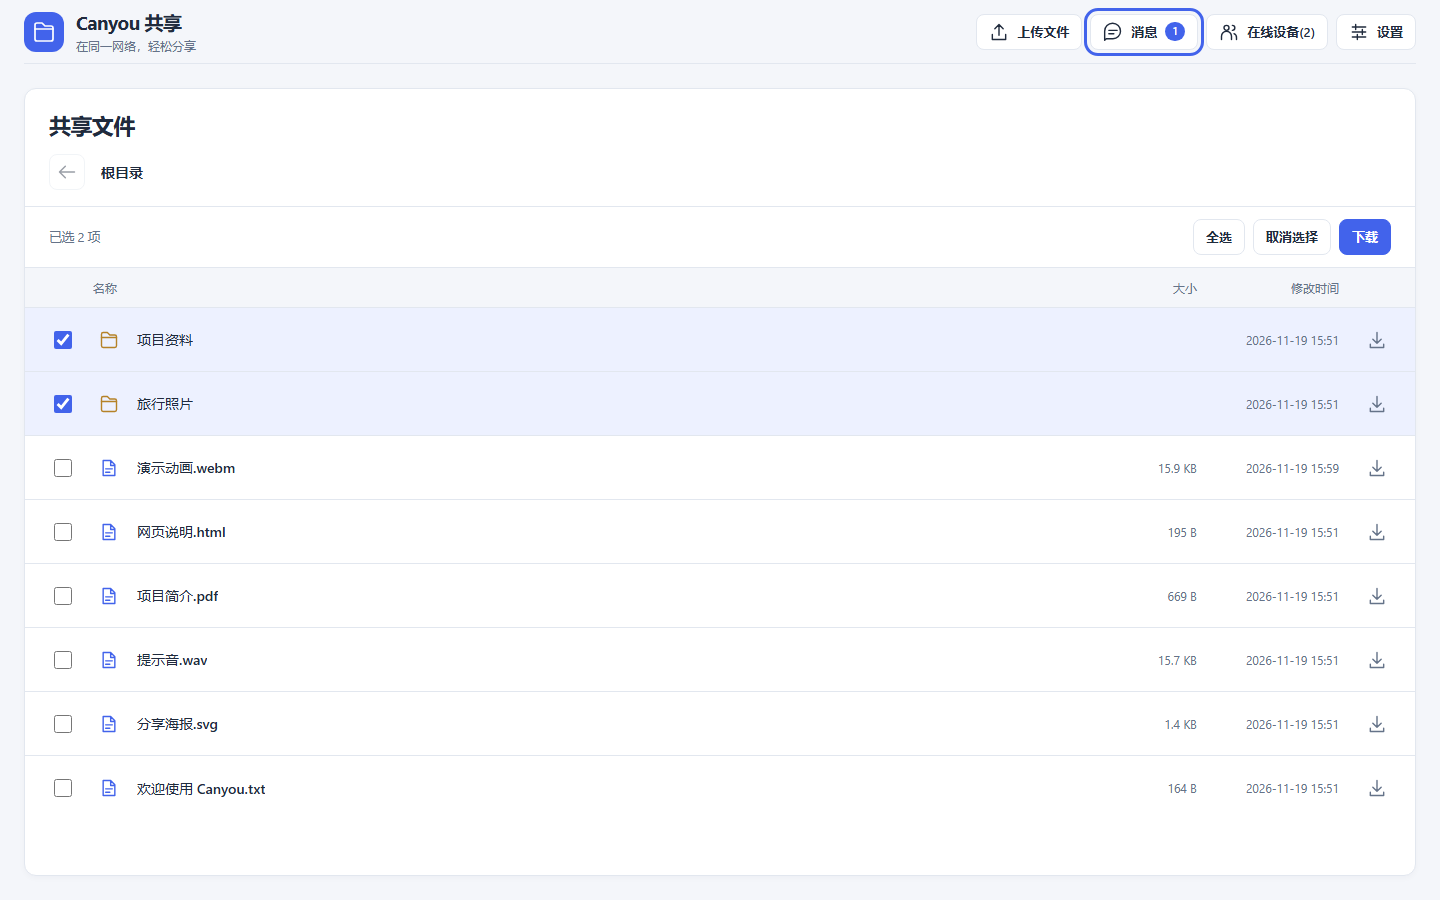 Canyou 共享
在同一网络，轻松分享
上传文件
消息 1
在线设备(2)
设置
共享文件
根目录
已选 2 项
全选
取消选择
下载
名称 大小 修改时间
项目资料 2026-11-19 15:51
旅行照片 2026-11-19 15:51
演示动画.webm 15.9 KB 2026-11-19 15:59
网页说明.html 195 B 2026-11-19 15:51
项目简介.pdf 669 B 2026-11-19 15:51
提示音.wav 15.7 KB 2026-11-19 15:51
分享海报.svg 1.4 KB 2026-11-19 15:51
欢迎使用 Canyou.txt 164 B 2026-11-19 15:51